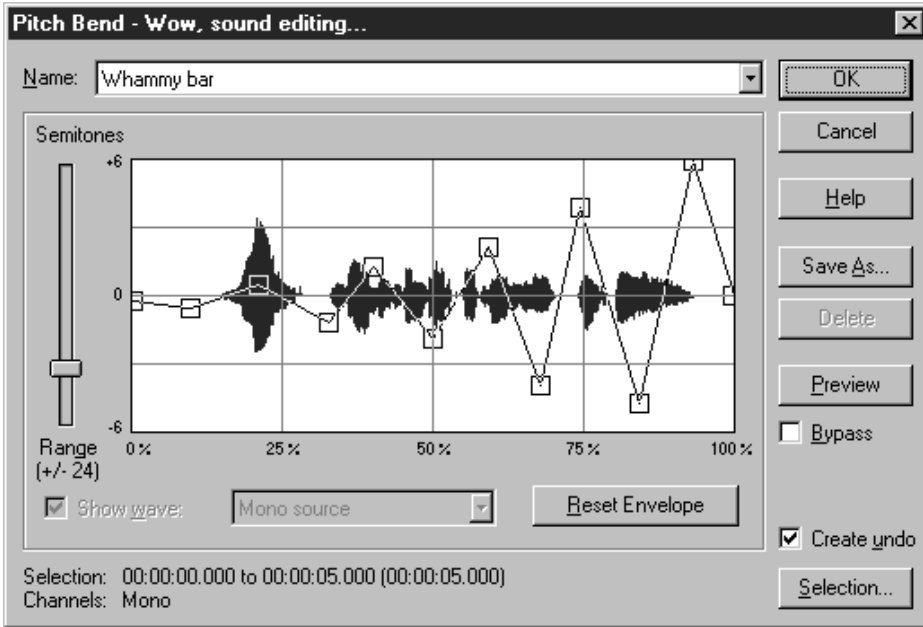 Pitch Bend - Wow, sound editing...
Name: Whammy bar
OK
Cancel
Help
Save As...
Delete
Preview
Bypass
Semitones
+6
0
-6
Range
(+/- 24)
0 % 25 % 50 % 75 % 100 %
Show wave: Mono source Reset Envelope
Create undo
Selection: 00:00:00.000 to 00:00:05.000 (00:00:05.000)
Channels: Mono
Selection...